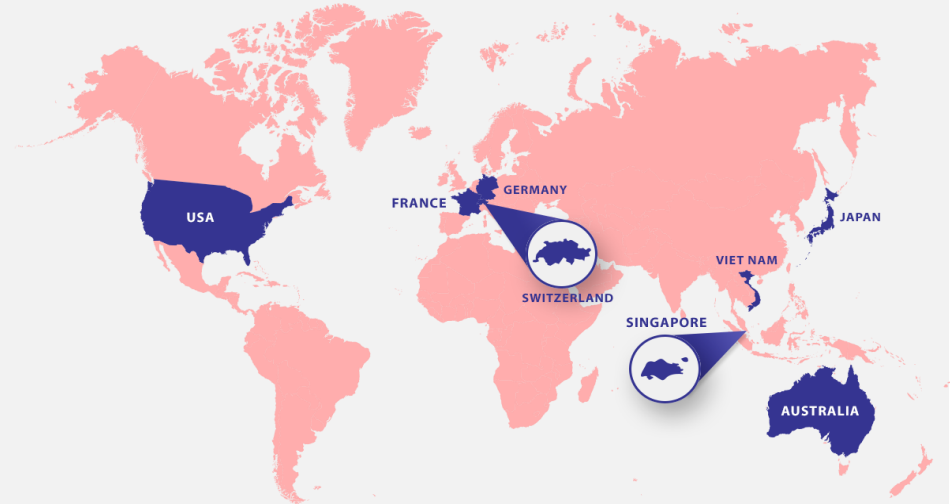 USA
FRANCE
GERMANY
SWITZERLAND
JAPAN
VIET NAM
SINGAPORE
AUSTRALIA